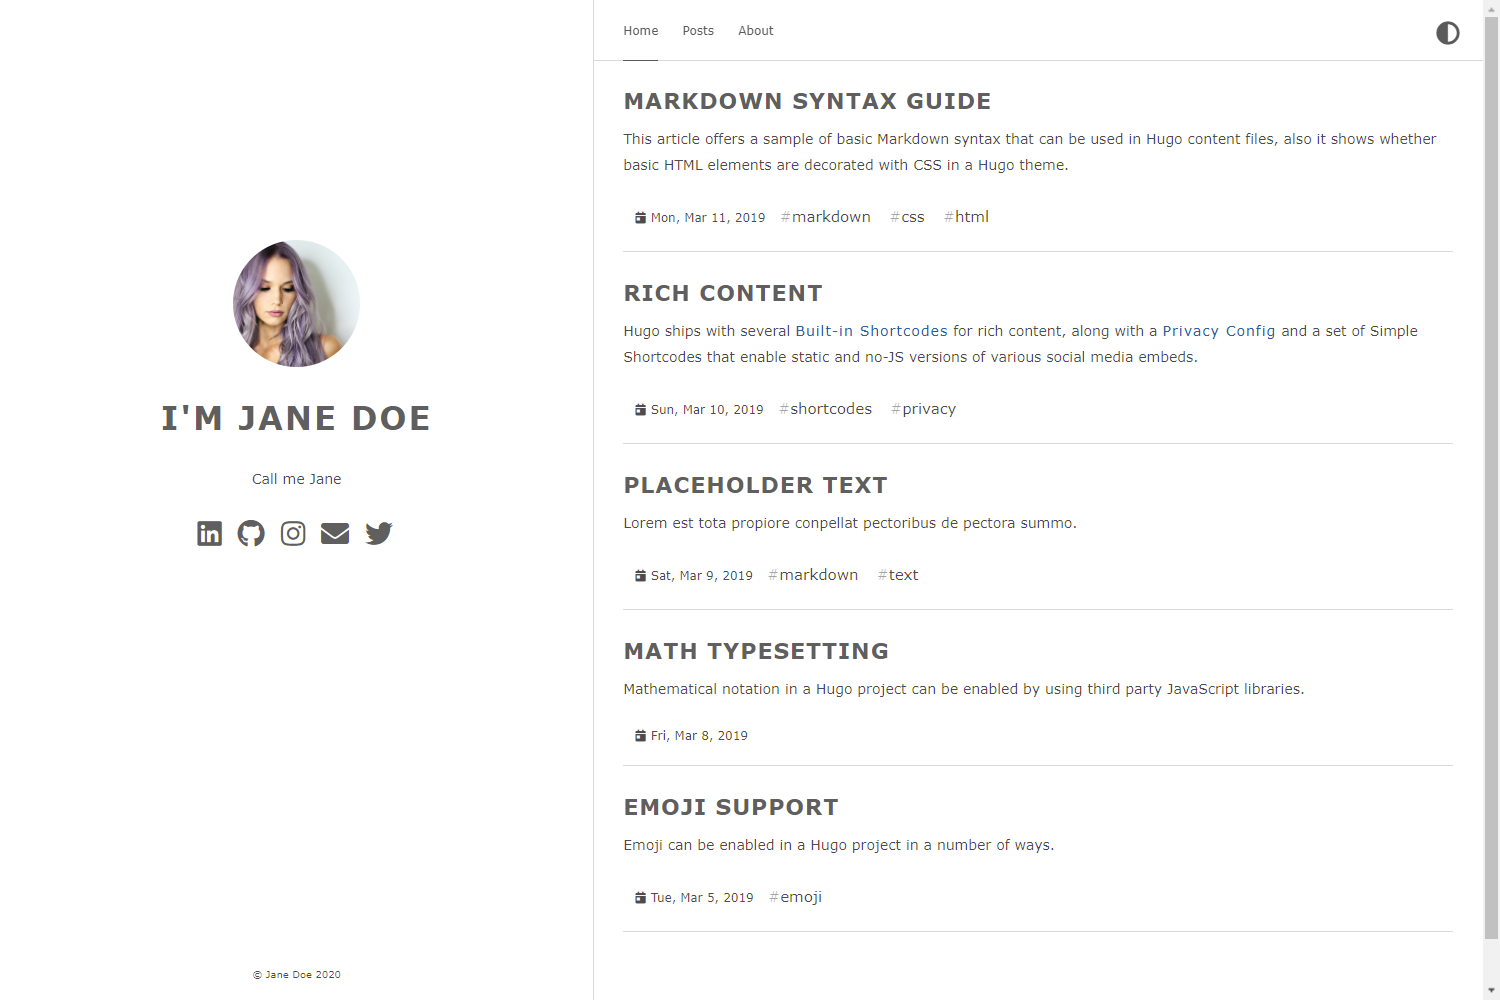 I'M JANE DOE
Call me Jane
© Jane Doe 2020
Home Posts About
MARKDOWN SYNTAX GUIDE
This article offers a sample of basic Markdown syntax that can be used in Hugo content files, also it shows whether
basic HTML elements are decorated with CSS in a Hugo theme.
Mon, Mar 11, 2019 #markdown #css #html
RICH CONTENT
Hugo ships with several Built-in Shortcodes for rich content, along with a Privacy Config and a set of Simple
Shortcodes that enable static and no-JS versions of various social media embeds.
Sun, Mar 10, 2019 #shortcodes #privacy
PLACEHOLDER TEXT
Lorem est tota propiore conpellat pectoribus de pectora summo.
Sat, Mar 9, 2019 #markdown #text
MATH TYPESETTING
Mathematical notation in a Hugo project can be enabled by using third party JavaScript libraries.
Fri, Mar 8, 2019
EMOJI SUPPORT
Emoji can be enabled in a Hugo project in a number of ways.
Tue, Mar 5, 2019 #emoji